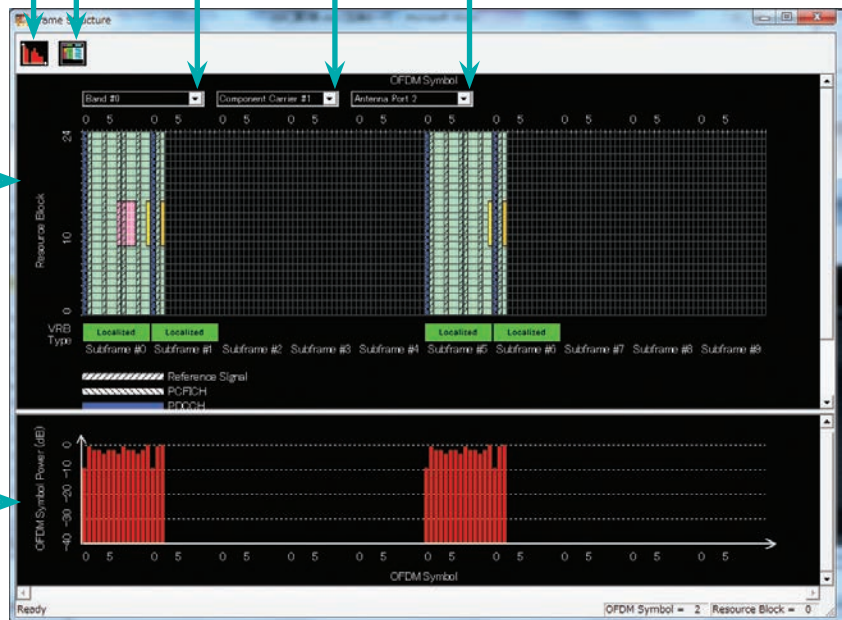 Frame Structure
OFDM Symbol
Band #0
Component Carrier #1
Antenna Port 2
0 5 0 5 0 5 0 5 0 5 0 5 0 5 0 5 0 5 0 5
24
10
0
Resource Block
VRB
Type
Localized Localized Localized Localized
Subframe #0 Subframe #1 Subframe #2 Subframe #3 Subframe #4 Subframe #5 Subframe #6 Subframe #7 Subframe #8 Subframe #9
Reference Signal
PCFICH
PDCCH
OFDM Symbol Power (dB)
0
-10
-20
-30
-40
0 5 0 5 0 5 0 5 0 5 0 5 0 5 0 5 0 5 0 5
OFDM Symbol
Ready
OFDM Symbol = 2 Resource Block = 0